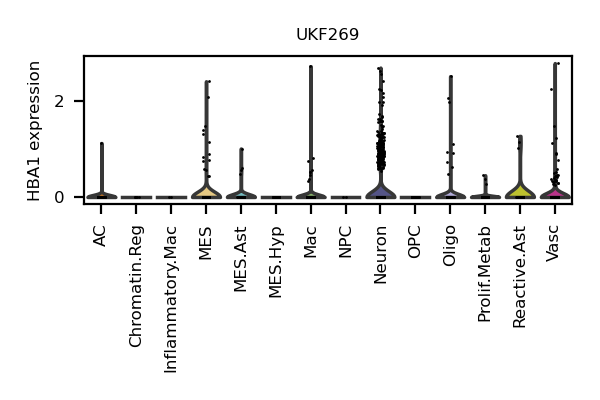 UKF269
HBA1 expression
2
0
AC
Chromatin.Reg
Inflammatory.Mac
MES
MES.Ast
MES.Hyp
Mac
NPC
Neuron
OPC
Oligo
Prolif.Metab
Reactive.Ast
Vasc